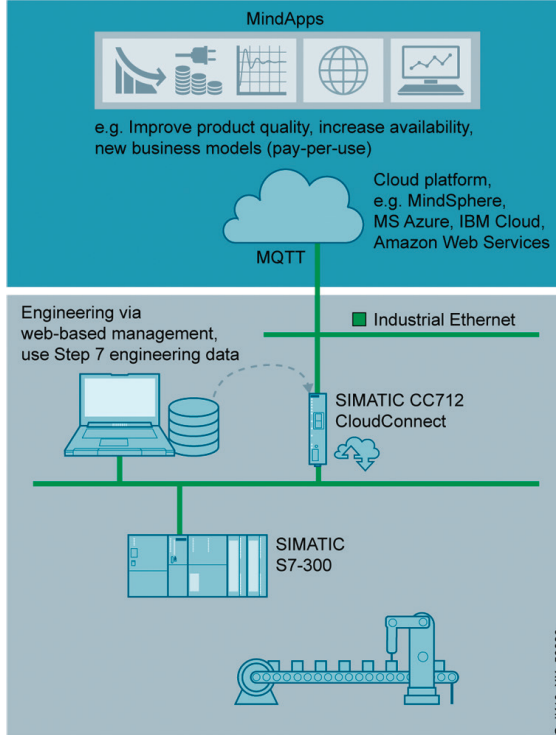 MindApps
e.g. Improve product quality, increase availability,
new business models (pay-per-use)
Cloud platform,
e.g. MindSphere,
MS Azure, IBM Cloud,
Amazon Web Services
MQTT
Engineering via
web-based management,
use Step 7 engineering data
Industrial Ethernet
SIMATIC CC712
CloudConnect
SIMATIC
S7-300